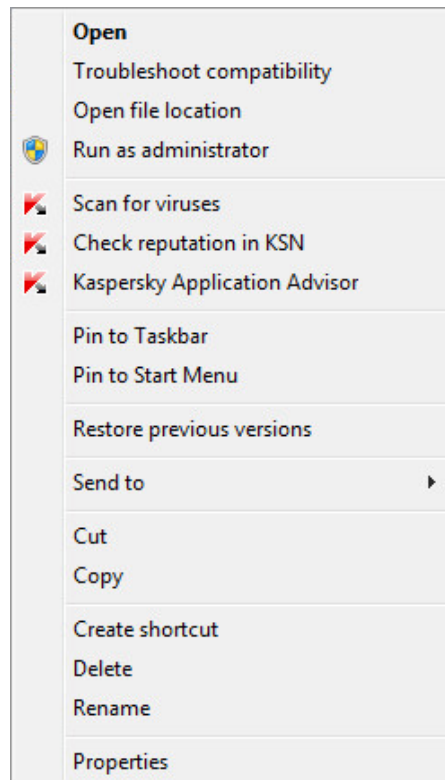 Open
Troubleshoot compatibility
Open file location
Run as administrator
Scan for viruses
Check reputation in KSN
Kaspersky Application Advisor
Pin to Taskbar
Pin to Start Menu
Restore previous versions
Send to
Cut
Copy
Create shortcut
Delete
Rename
Properties